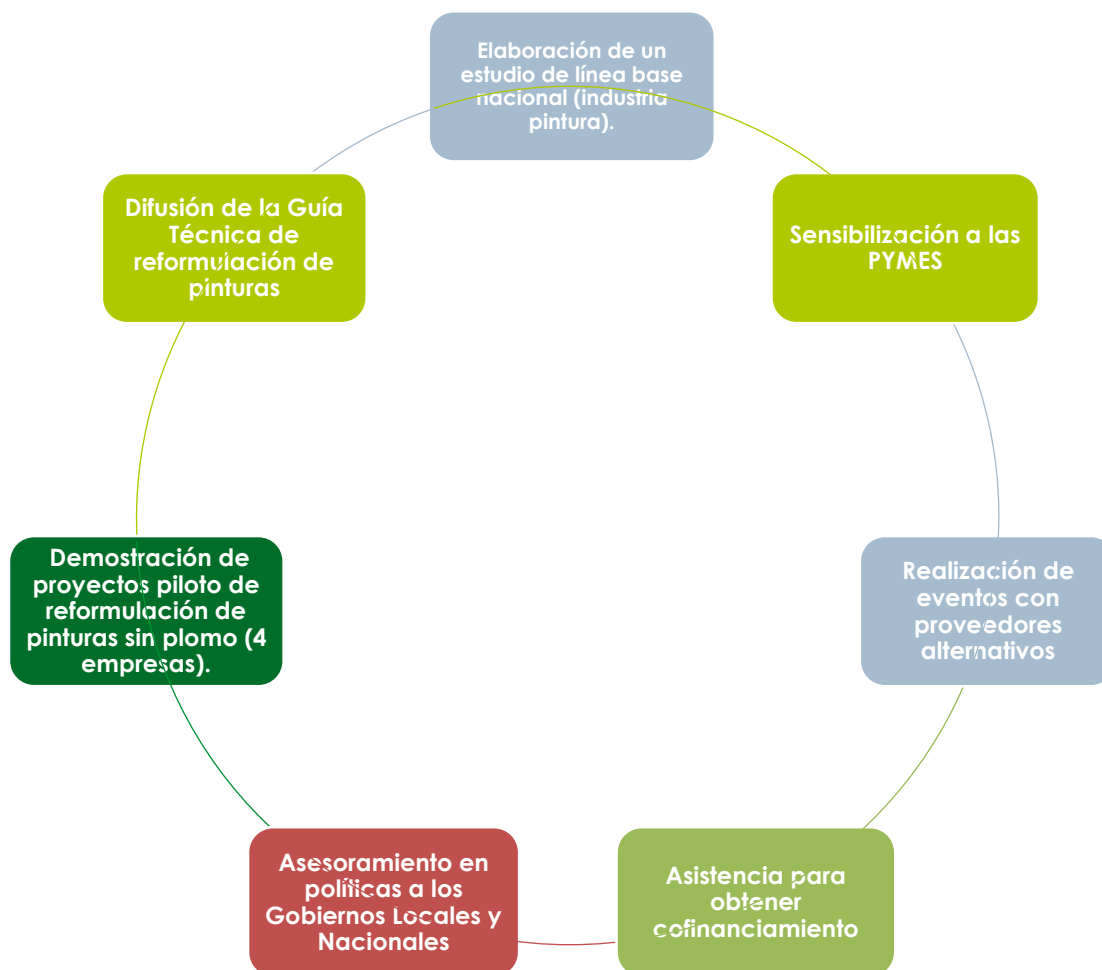 Elaboración de un
estudio de línea base
nacional (industria
pintura).
Sensibilización a las
PYMES
Realización de
eventos con
proveedores
alternativos
Asistencia para
obtener
cofinanciamiento
Asesoramiento en
políticas a los
Gobiernos Locales y
Nacionales
Demostración de
proyectos piloto de
reformulación de
pinturas sin plomo (4
empresas).
Difusión de la Guía
Técnica de
reformulación de
pinturas